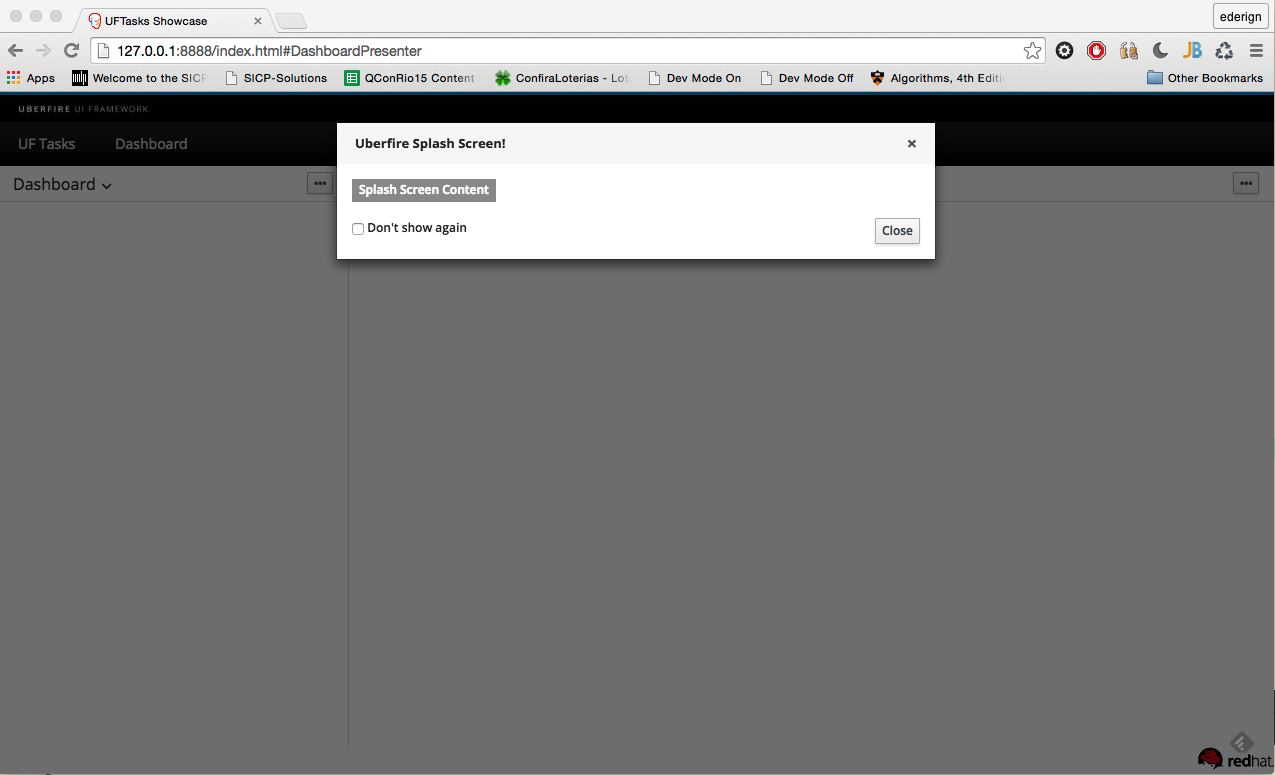 UFTasks Showcase
ederign
127.0.0.1:8888/index.html#DashboardPresenter
JB
Apps
Welcome to the SICP
SICP-Solutions
QConRio15 Content
ConfiraLoterias - Lot
Dev Mode On
Dev Mode Off
Algorithms, 4th Editi
Other Bookmarks
UBERFIRE UI FRAMEWORK
UF Tasks
Dashboard
Dashboard
Uberfire Splash Screen!
Splash Screen Content
Don't show again
Close
redhat.